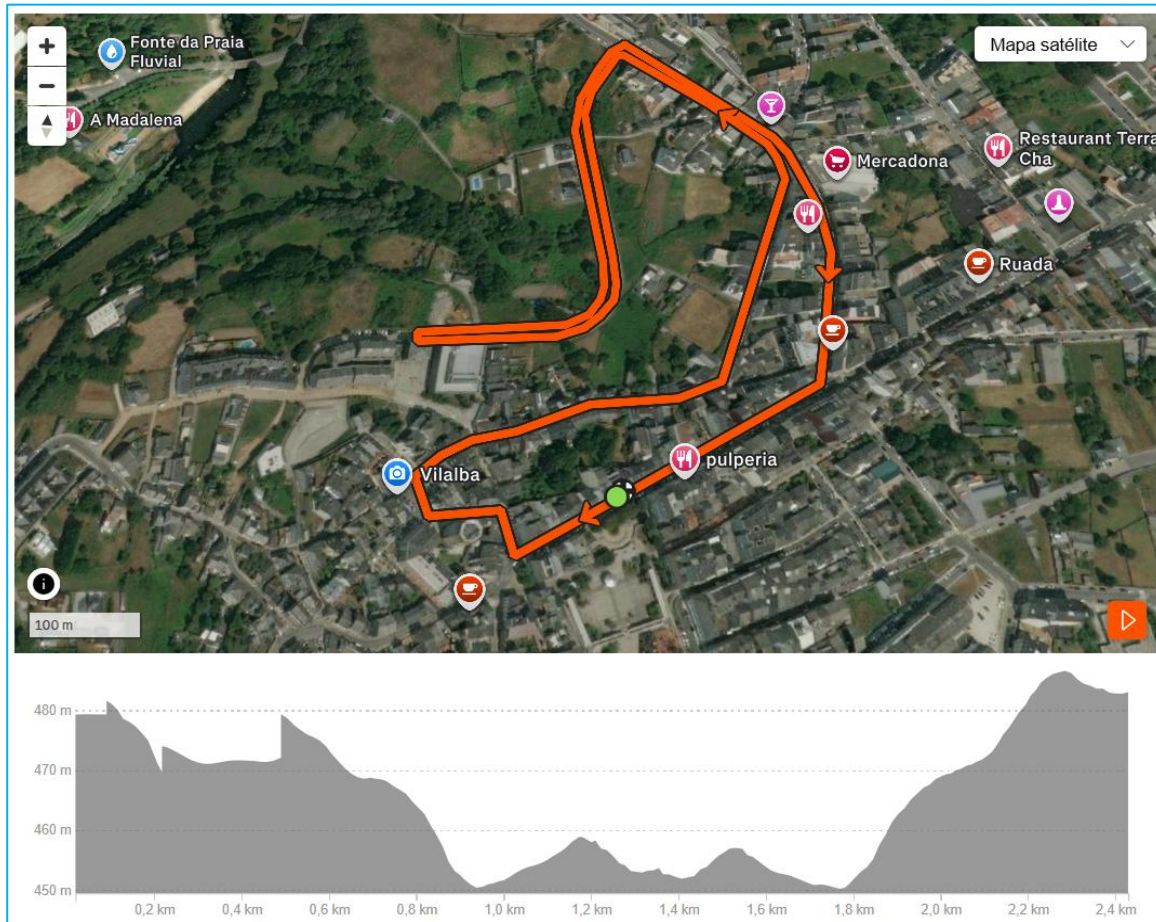 +
−
Fonte da Praia
Fluvial
Mapa satélite
A Madalena
Mercadona
Restaurant Terra
Cha
Ruada
pulperia
Vilalba
i
100 m
480 m
470 m
460 m
450 m
0,2 km 0,4 km 0,6 km 0,8 km 1,0 km 1,2 km 1,4 km 1,6 km 1,8 km 2,0 km 2,2 km 2,4 km